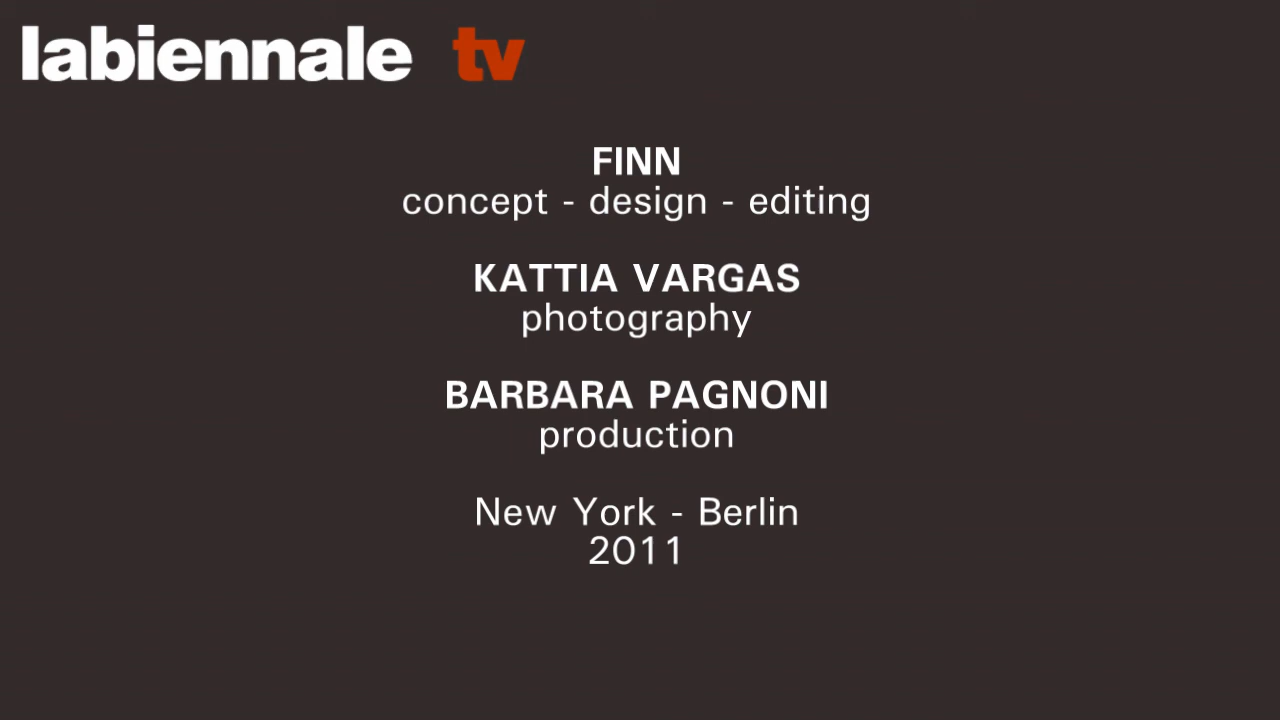 labiennale tv
FINN
concept - design - editing
KATTIA VARGAS
photography
BARBARA PAGNONI
production
New York - Berlin
2011